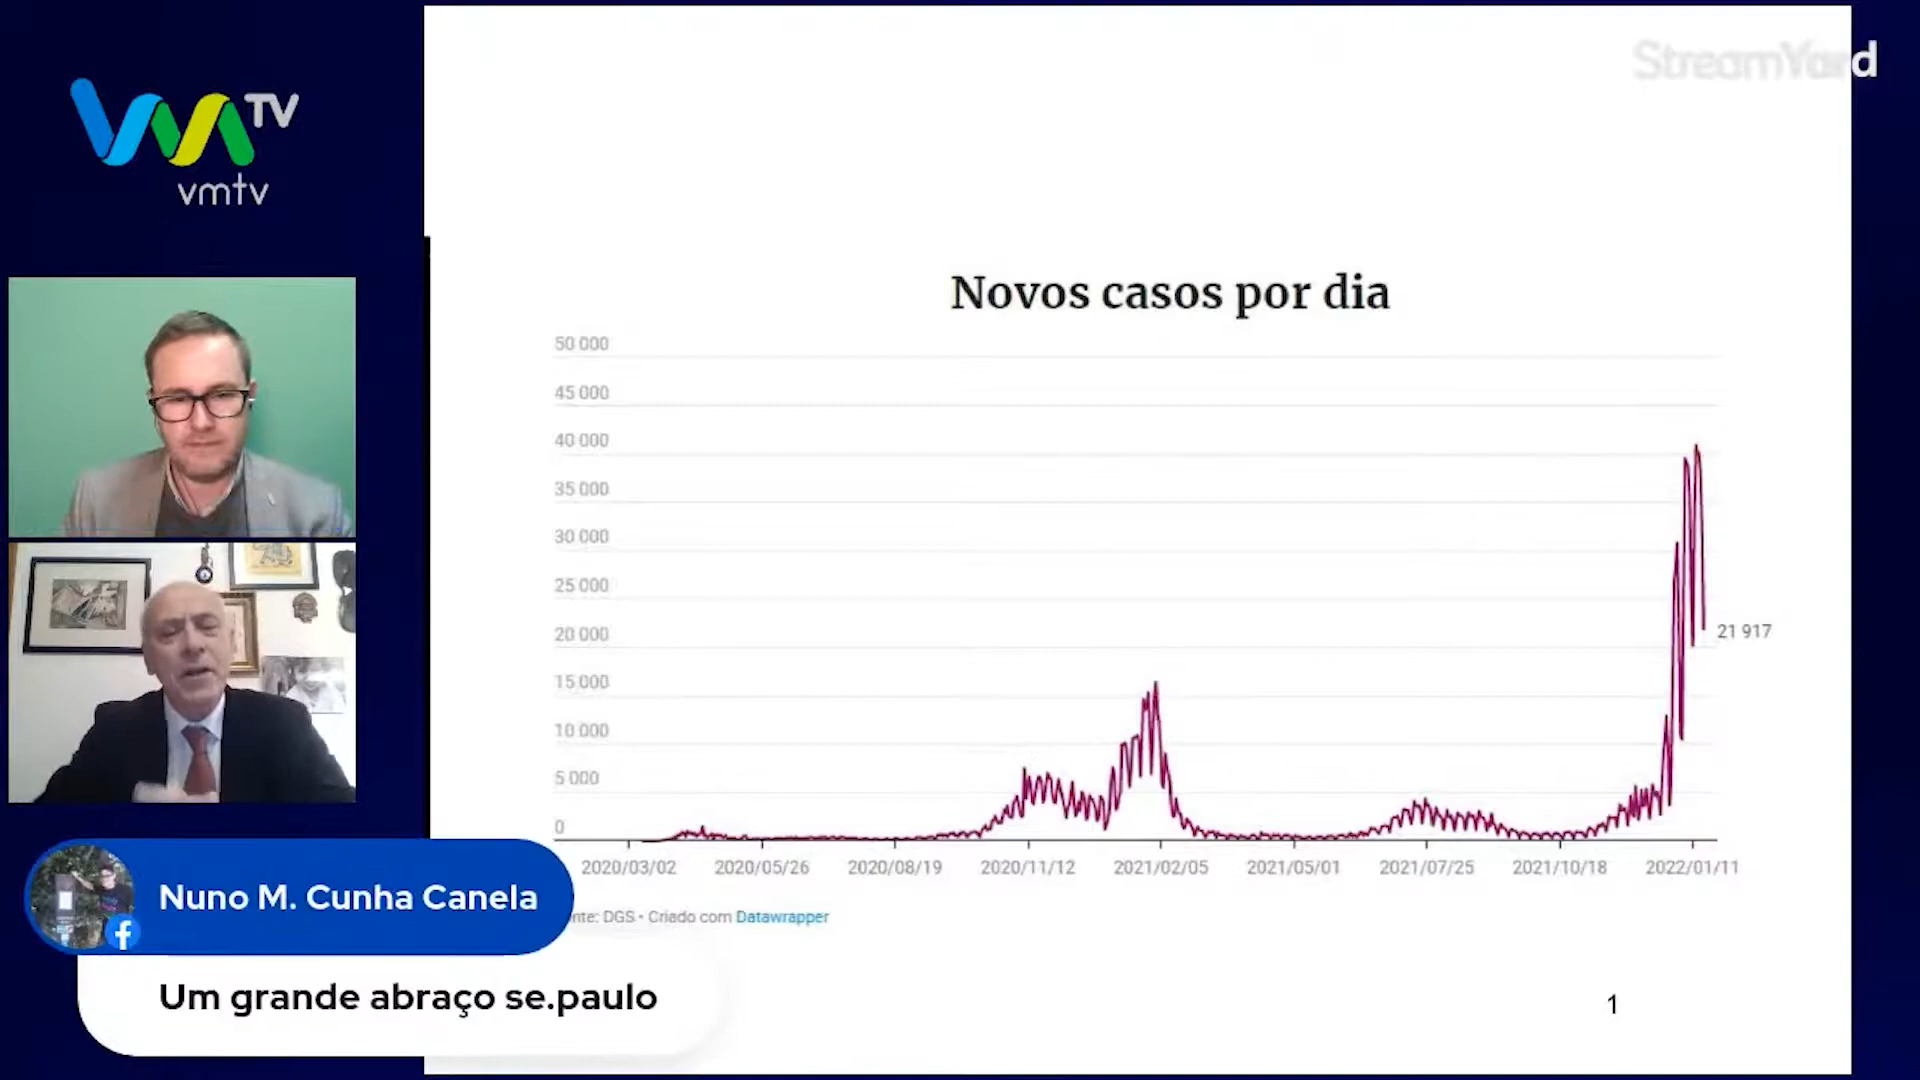 TV
vmtv
StreamYard
Novos casos por dia
50 000
45 000
40 000
35 000
30 000
25 000
20 000
15 000
10 000
5 000
0
21 917
2020/03/02 2020/05/26 2020/08/19 2020/11/12 2021/02/05 2021/05/01 2021/07/25 2021/10/18 2022/01/11
nte: DGS • Criado com Datawrapper
Nuno M. Cunha Canela
Um grande abraço se.paulo
1